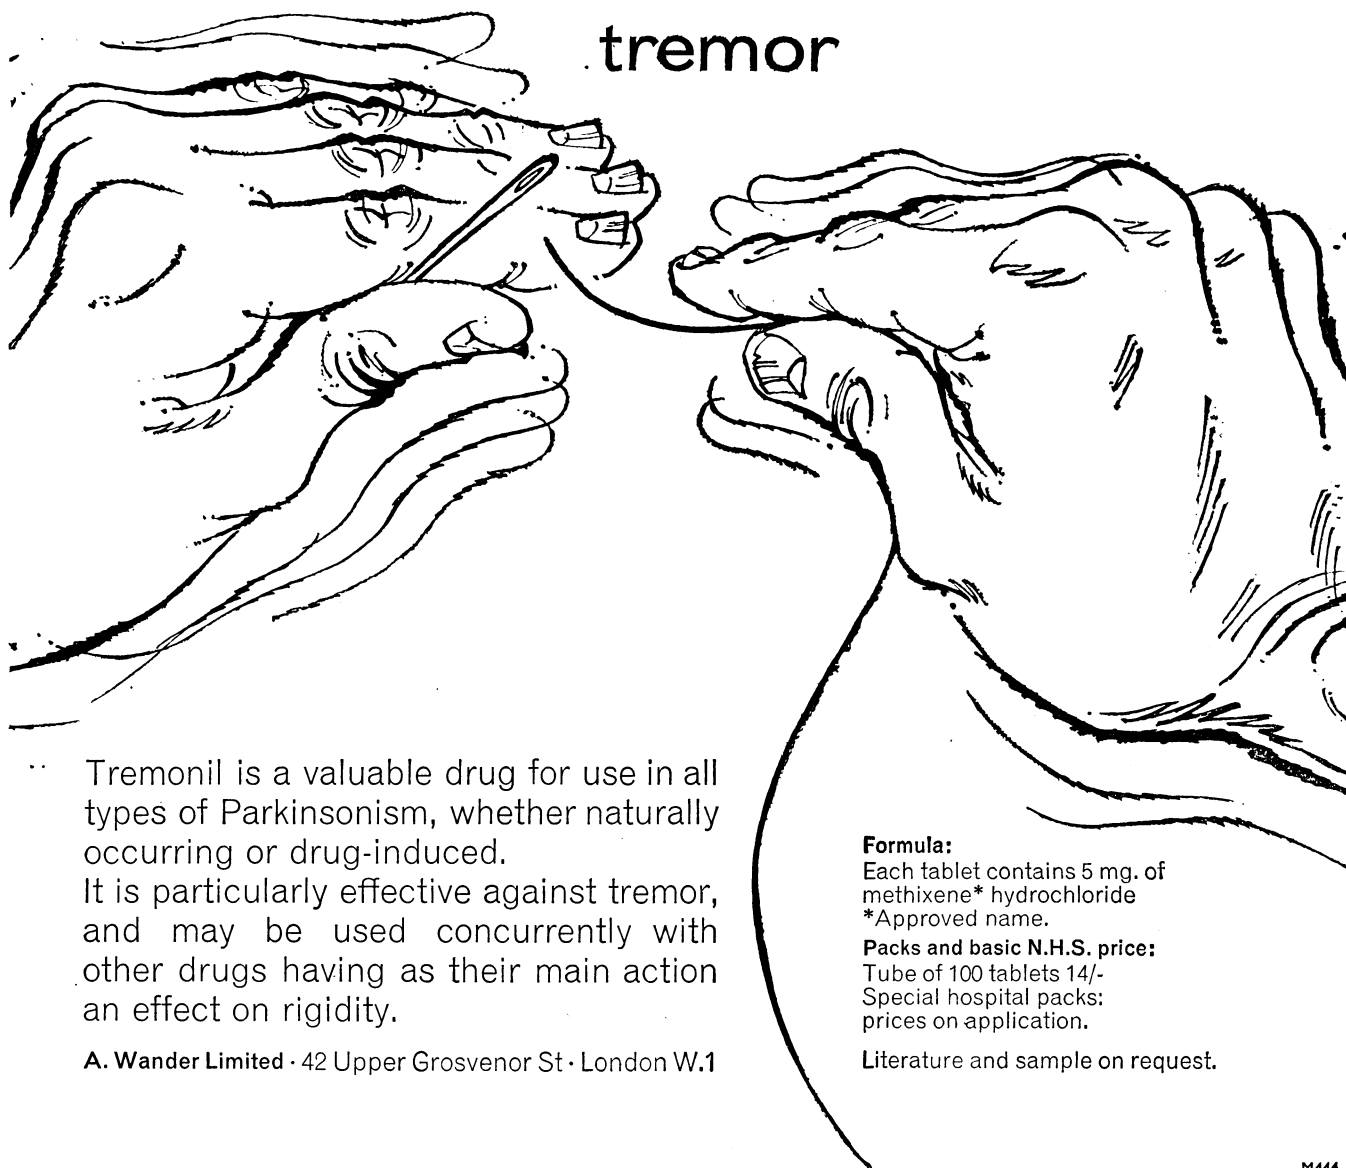 tremor
Tremonil is a valuable drug for use in all
types of Parkinsonism, whether naturally
occurring or drug-induced.
It is particularly effective against tremor,
and may be used concurrently with
other drugs having as their main action
an effect on rigidity.
A. Wander Limited · 42 Upper Grosvenor St · London W.1
Formula:
Each tablet contains 5 mg. of
methixene* hydrochloride
*Approved name.
Packs and basic N.H.S. price:
Tube of 100 tablets 14/-
Special hospital packs:
prices on application.
Literature and sample on request.